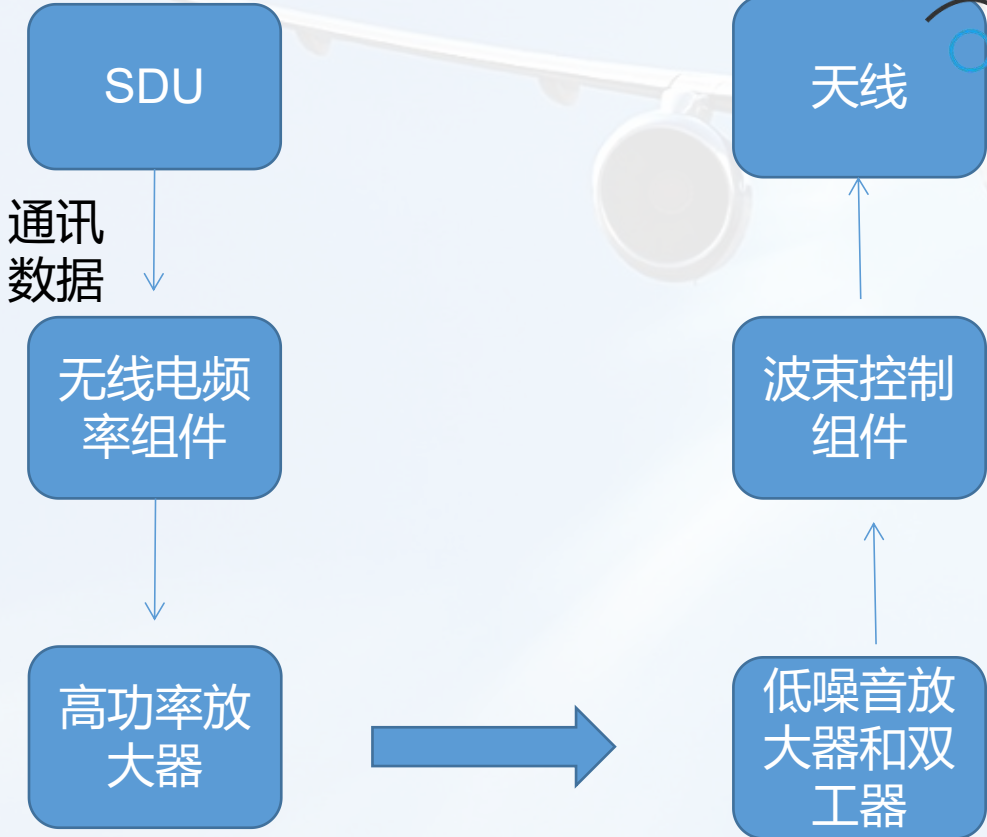 SDU
通讯
数据
无线电频
率组件
高功率放
大器
低噪音放
大器和双
工器
波束控制
组件
天线